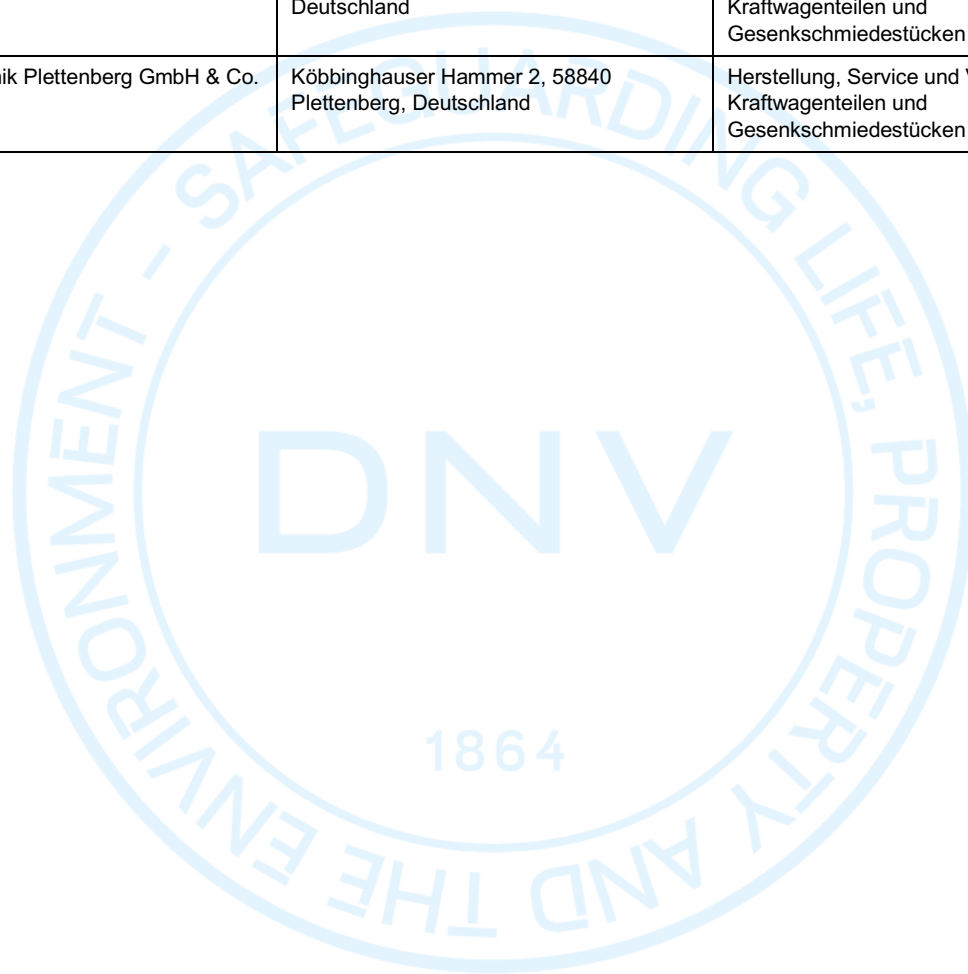 Deutschland
Kraftwagenteilen und
Gesenkschmiedestücken
Plettenberg GmbH & Co.
Köbbinghauser Hammer 2, 58840
Plettenberg, Deutschland
Herstellung, Service und
Kraftwagenteilen und
Gesenkschmiedestücken
SAFEGUARDING LIFE, PROPERTY AND THE ENVIRONMENT -
DNV
1864